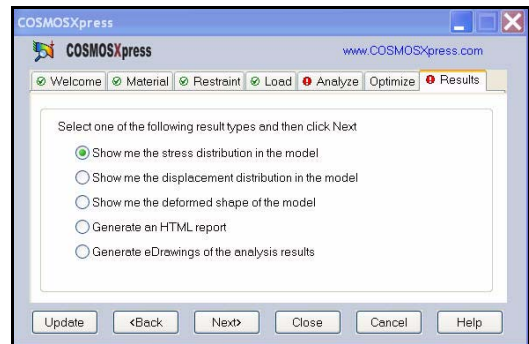 COSMOSXpress
COSMOSXpress www.COSMOSXpress.com
Welcome Material Restraint Load Analyze Optimize Results
Select one of the following result types and then click Next
Show me the stress distribution in the model
Show me the displacement distribution in the model
Show me the deformed shape of the model
Generate an HTML report
Generate eDrawings of the analysis results
Update <Back Next> Close Cancel Help